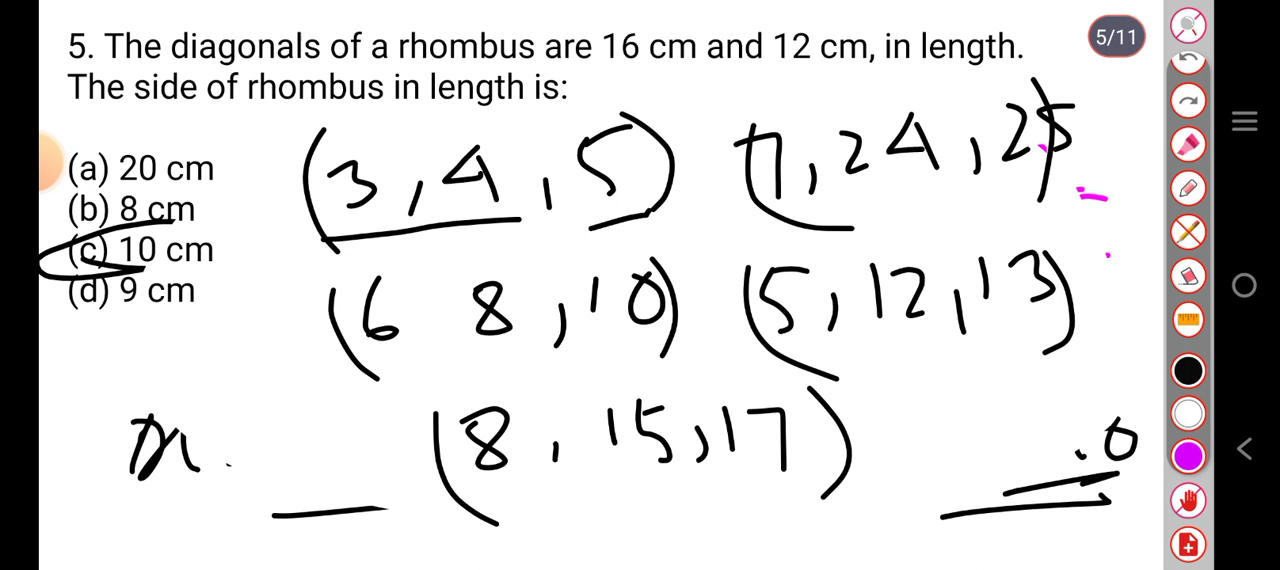 5. The diagonals of a rhombus are 16 cm and 12 cm, in length.
The side of rhombus in length is:
5/11
(a) 20 cm
(b) 8 cm
(c) 10 cm
(d) 9 cm
(3, 4, 5) (7, 24, 25)
(6 8, 10) (5, 12, 13)
(8, 15, 17)
.0